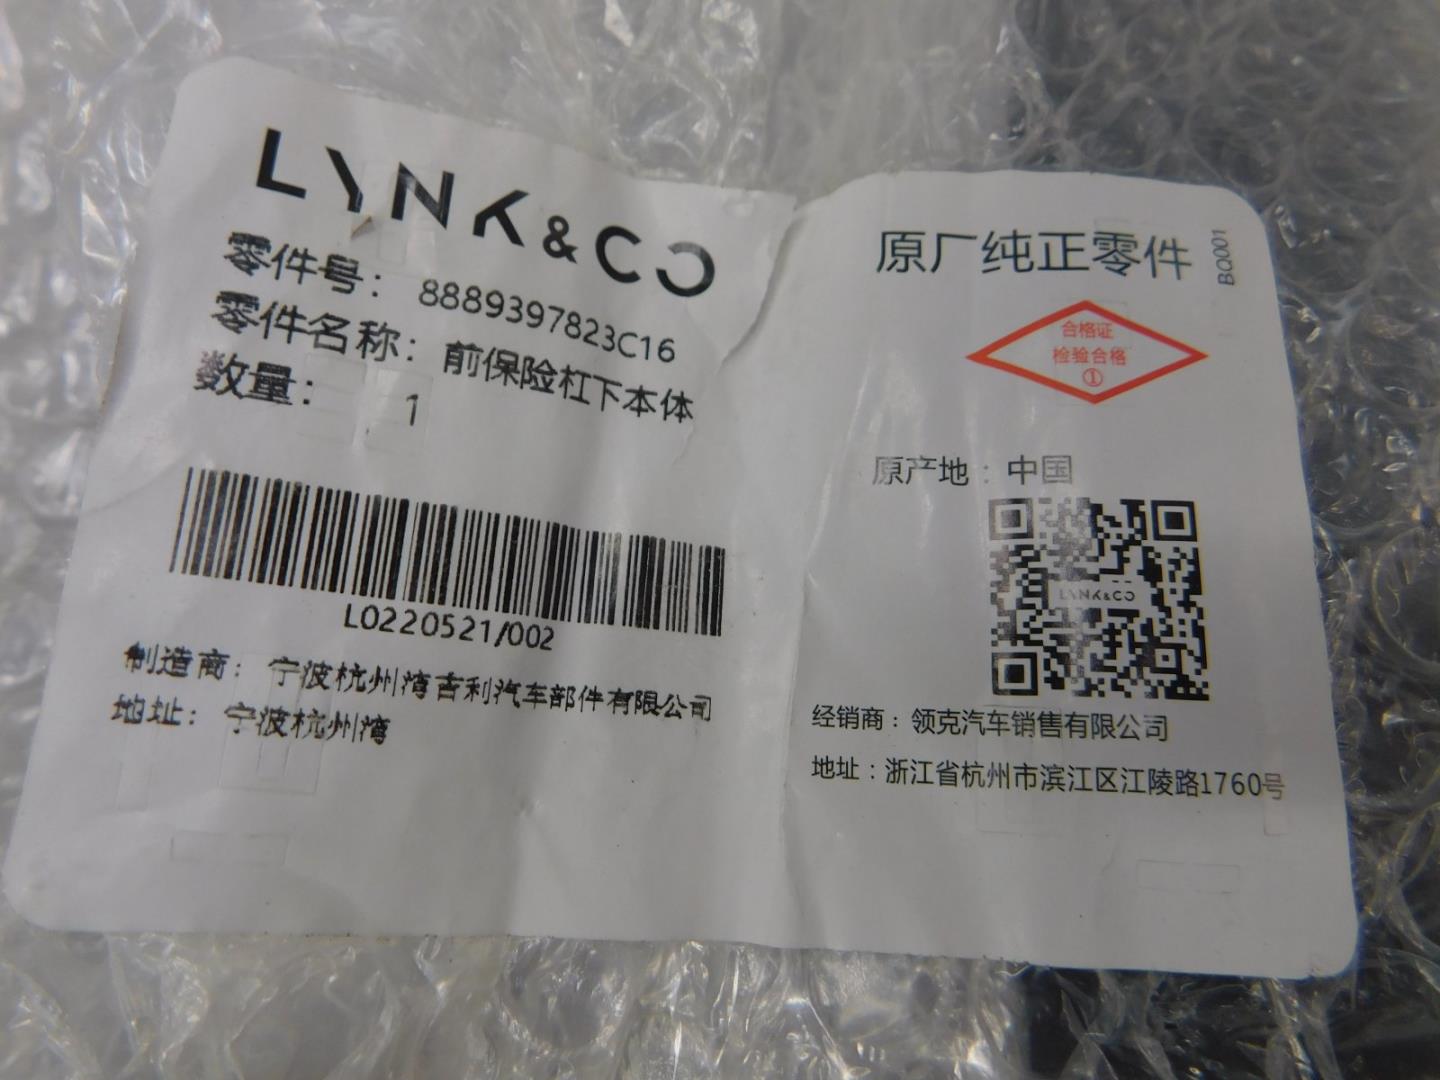 LYNK&CO
零件号： 8889397823C16
零件名称： 前保险杠下本体
数量： 1
L0220521/002
制造商： 宁波杭州湾吉利汽车部件有限公司
地址： 宁波杭州湾
原厂纯正零件
BQ001
合格证
检验合格
①
原产地：中国
LYNK&CO
经销商：领克汽车销售有限公司
地址：浙江省杭州市滨江区江陵路1760号